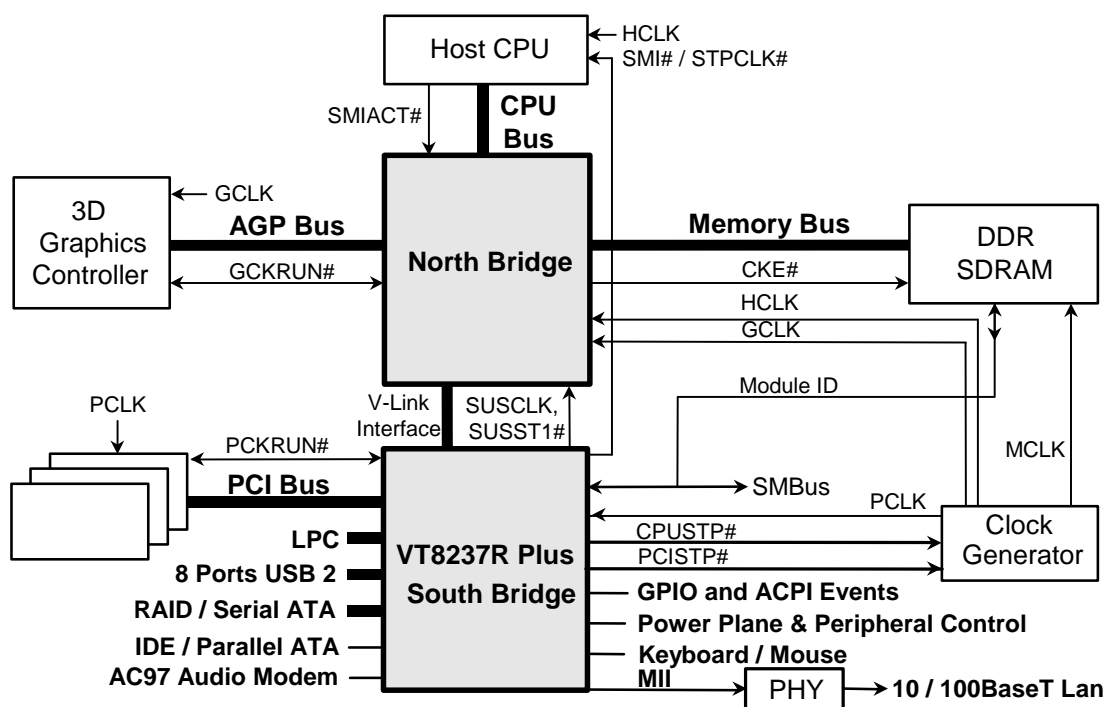 Host CPU
HCLK
SMI# / STPCLK#
SMIACT#
CPU
Bus
GCLK
3D
Graphics
Controller
AGP Bus
GCKRUN#
North Bridge
Memory Bus
DDR
SDRAM
CKE#
HCLK
GCLK
Module ID
MCLK
V-Link
Interface
SUSCLK,
SUSST1#
PCLK
PCKRUN#
PCI Bus
SMBus
PCLK
CPUSTP#
PCISTP#
Clock
Generator
LPC
8 Ports USB 2
RAID / Serial ATA
IDE / Parallel ATA
AC97 Audio Modem
VT8237R Plus
South Bridge
GPIO and ACPI Events
Power Plane & Peripheral Control
Keyboard / Mouse
MII
PHY
10 / 100BaseT Lan